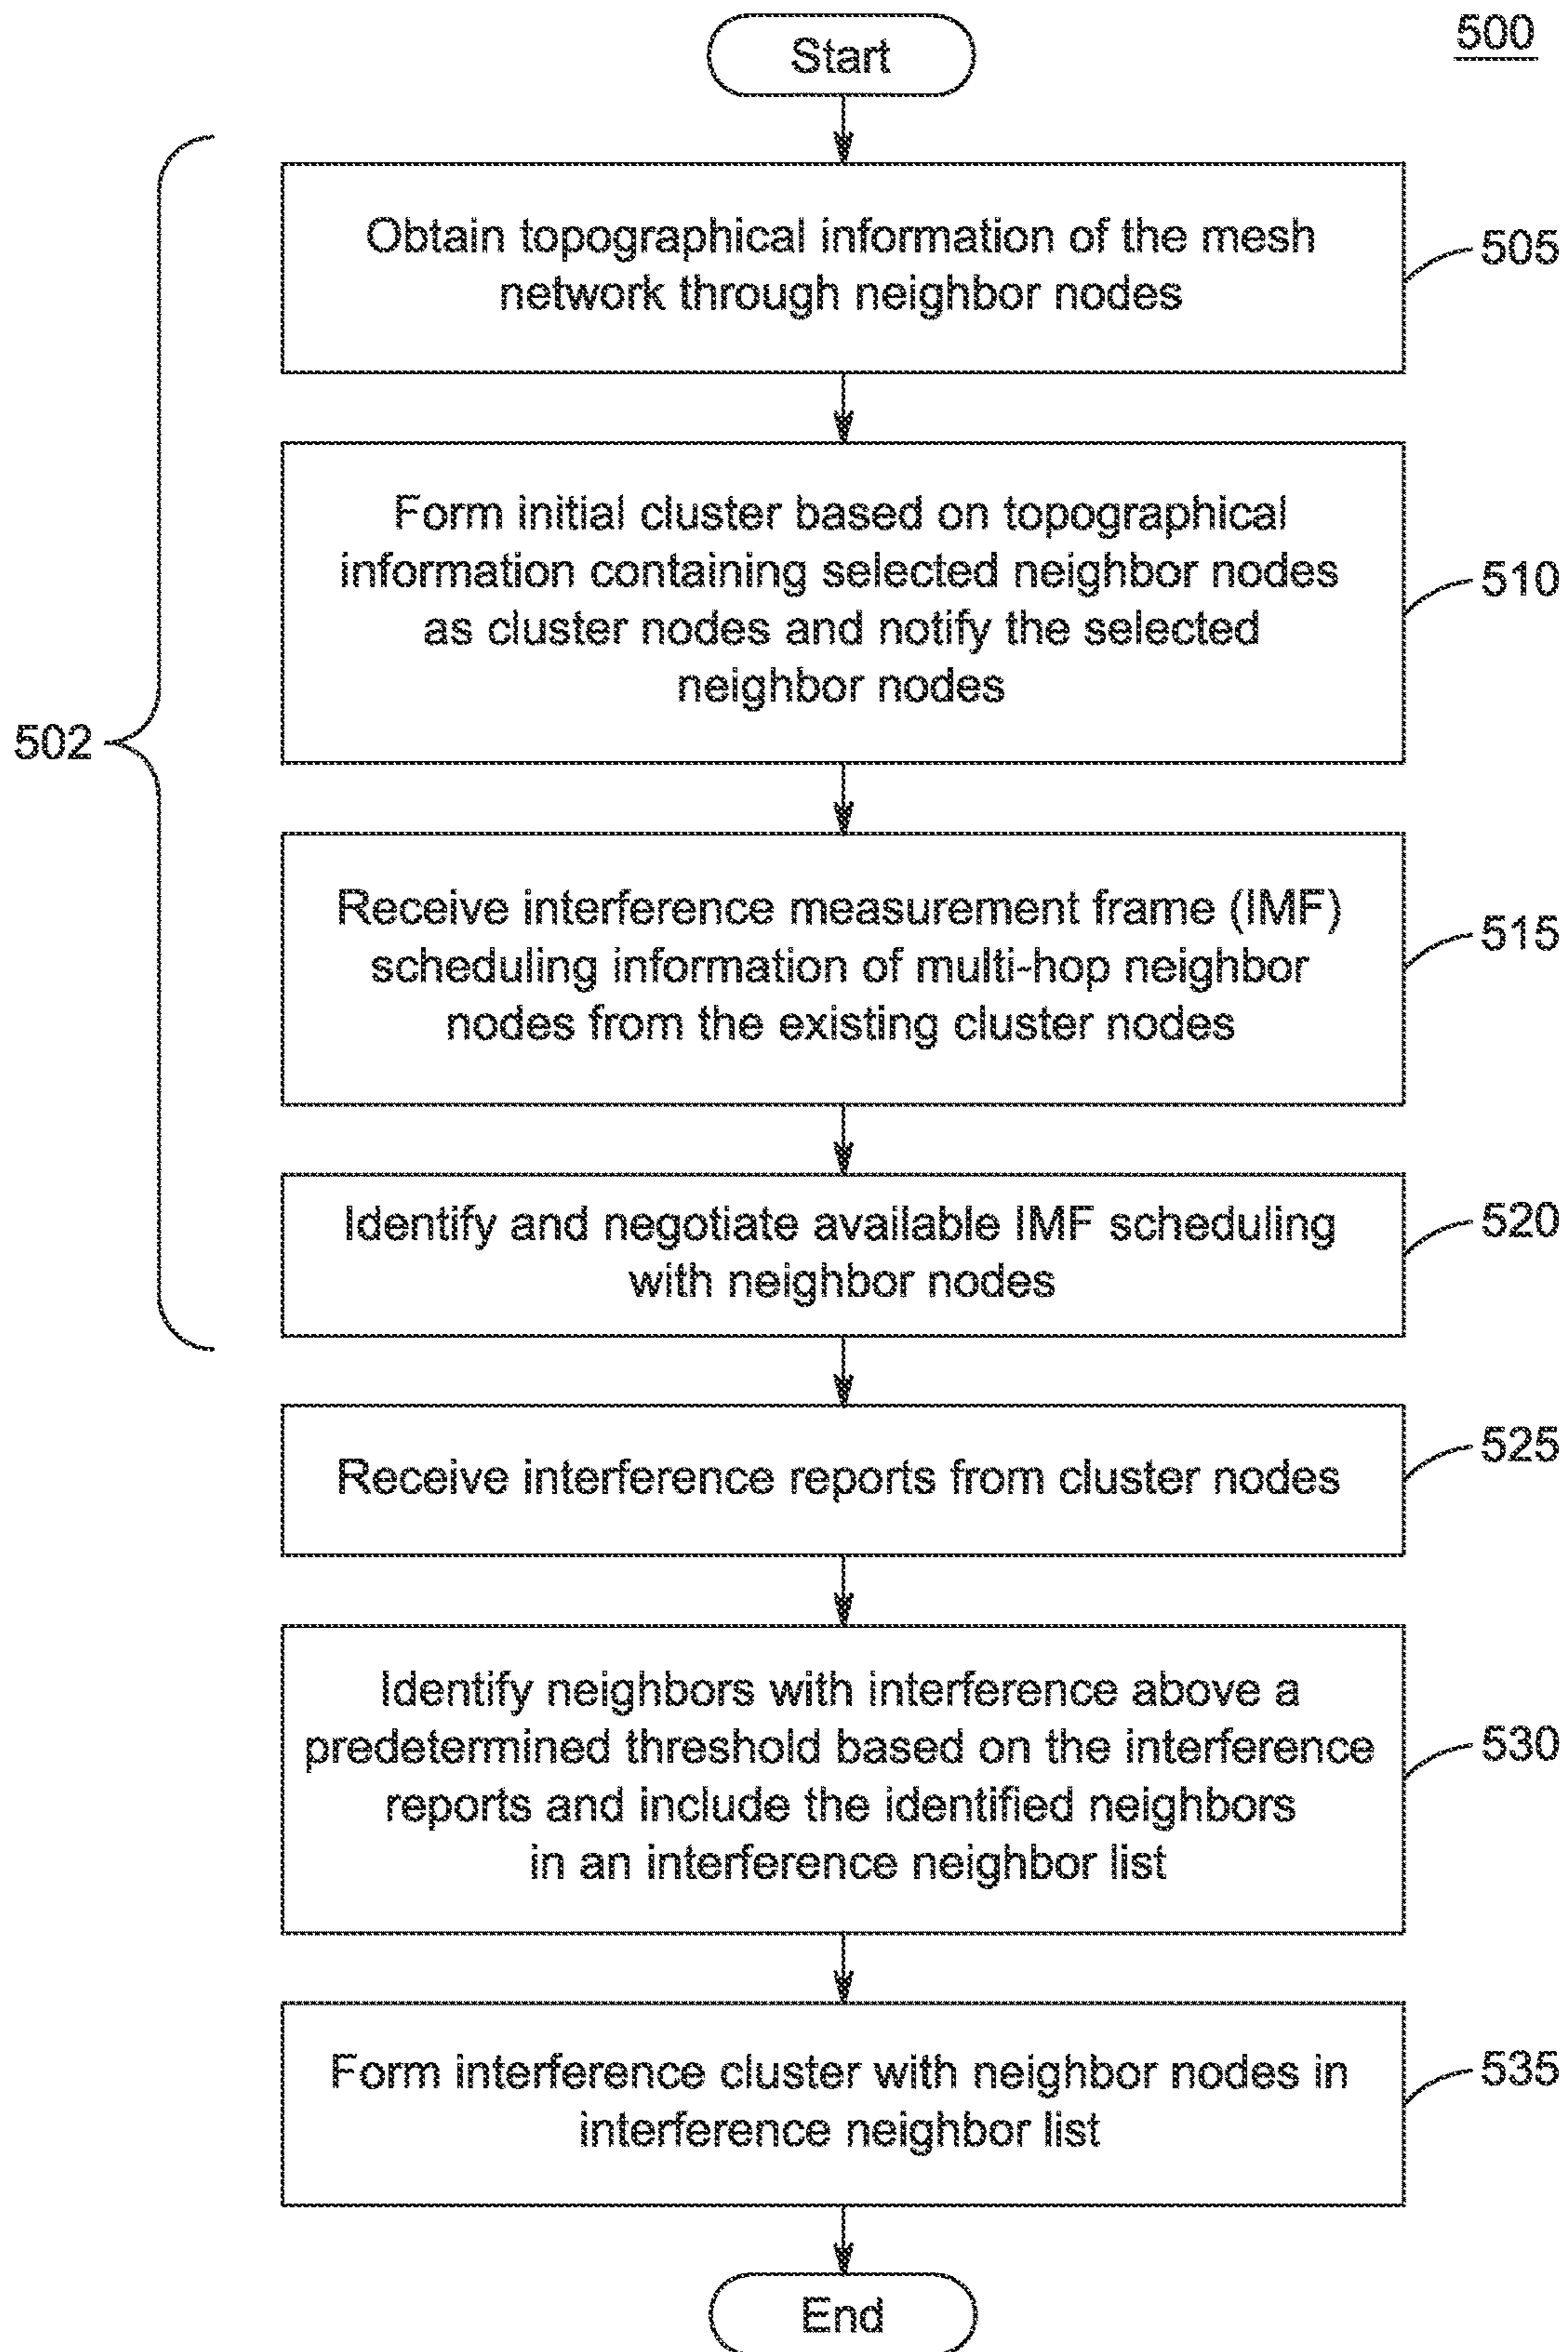 500
Start
Obtain topographical information of the mesh
network through neighbor nodes
505
Form initial cluster based on topographical
information containing selected neighbor nodes
as cluster nodes and notify the selected
neighbor nodes
510
502
Receive interference measurement frame (IMF)
scheduling information of multi-hop neighbor
nodes from the existing cluster nodes
515
Identify and negotiate available IMF scheduling
with neighbor nodes
520
Receive interference reports from cluster nodes
525
Identify neighbors with interference above a
predetermined threshold based on the interference
reports and include the identified neighbors
in an interference neighbor list
530
Form interference cluster with neighbor nodes in
interference neighbor list
535
End